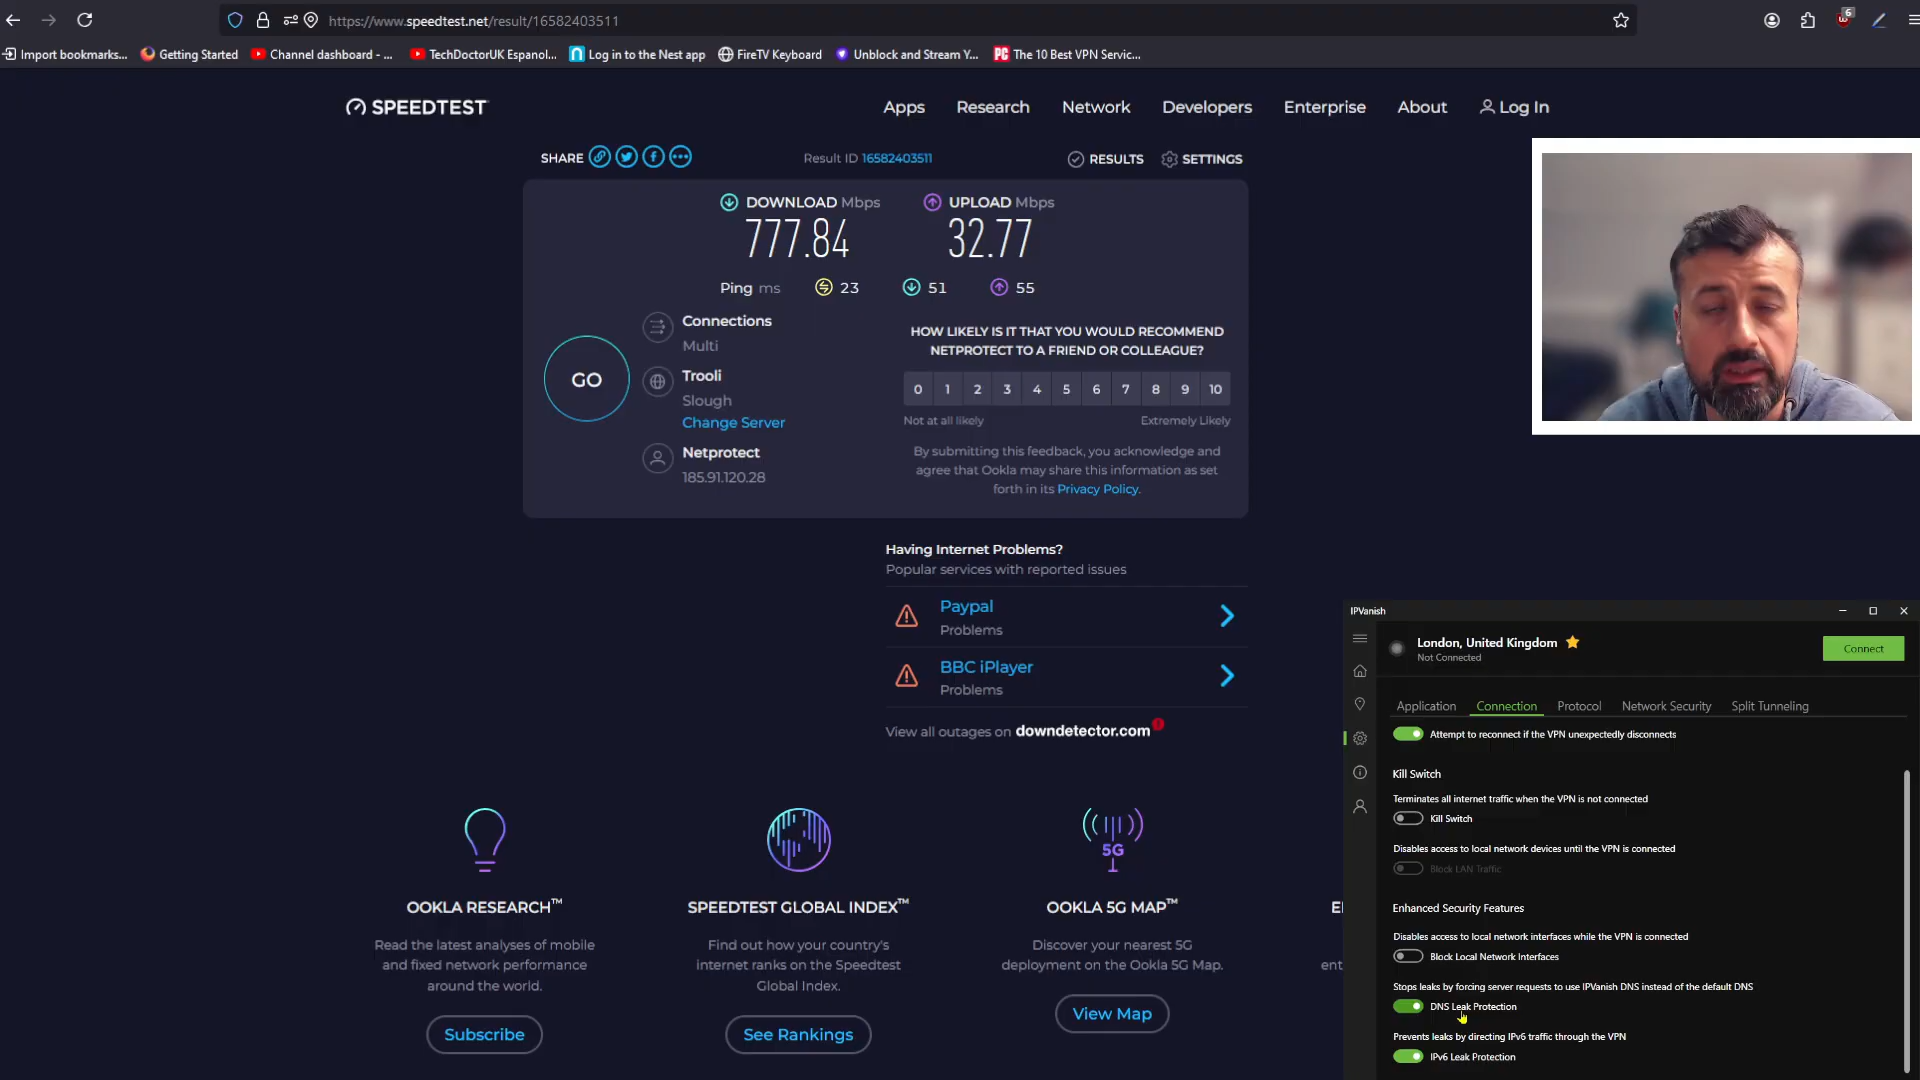 https://www.speedtest.net/result/16582403511
6
Import bookmarks...
Getting Started
Channel dashboard - ...
TechDoctorUK Espanol...
Log in to the Nest app
FireTV Keyboard
Unblock and Stream Y...
PC
The 10 Best VPN Servic...
SPEEDTEST
Apps
Research
Network
Developers
Enterprise
About
Log In
SHARE
Result ID 16582403511
RESULTS
SETTINGS
DOWNLOAD Mbps
777.84
UPLOAD Mbps
32.77
Ping ms
23
51
55
GO
Connections
Multi
Trooli
Slough
Change Server
Netprotect
185.91.120.28
HOW LIKELY IS IT THAT YOU WOULD RECOMMEND
NETPROTECT TO A FRIEND OR COLLEAGUE?
0 1 2 3 4 5 6 7 8 9 10
Not at all likely
Extremely Likely
By submitting this feedback, you acknowledge and
agree that Ookla may share this information as set
forth in its Privacy Policy.
Having Internet Problems?
Popular services with reported issues
Paypal
Problems
BBC iPlayer
Problems
View all outages on downdetector.com
OOKLA RESEARCH™
Read the latest analyses of mobile
and fixed network performance
around the world.
Subscribe
SPEEDTEST GLOBAL INDEX™
Find out how your country's
internet ranks on the Speedtest
Global Index.
See Rankings
5G
OOKLA 5G MAP™
Discover your nearest 5G
deployment on the Ookla 5G Map.
View Map
IPVanish
London, United Kingdom
Not Connected
Connect
Application
Connection
Protocol
Network Security
Split Tunneling
Attempt to reconnect if the VPN unexpectedly disconnects
Kill Switch
Terminates all internet traffic when the VPN is not connected
Kill Switch
Disables access to local network devices until the VPN is connected
Block LAN Traffic
Enhanced Security Features
Disables access to local network interfaces while the VPN is connected
Block Local Network Interfaces
Stops leaks by forcing server requests to use IPVanish DNS instead of the default DNS
DNS Leak Protection
Prevents leaks by directing IPv6 traffic through the VPN
IPv6 Leak Protection